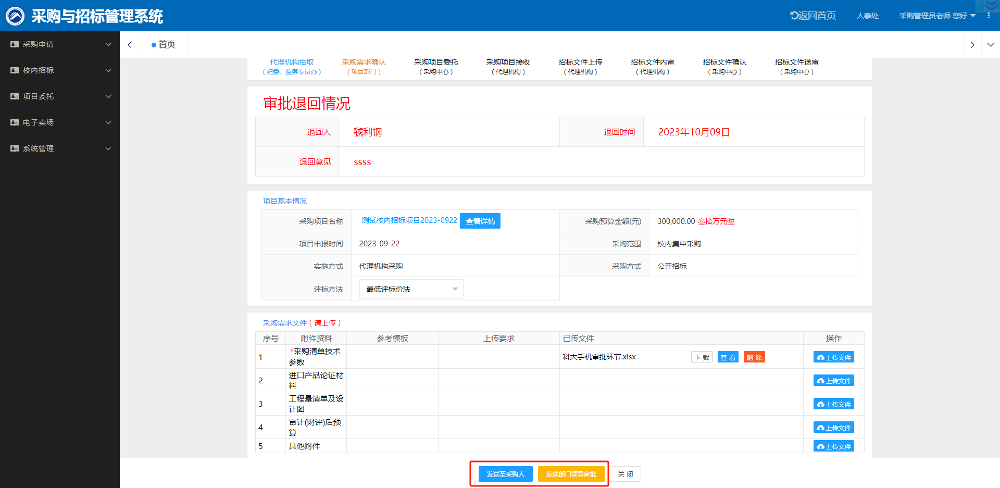 采购与招标管理系统
返回首页
人事处
采购管理员老师 您好
采购申请
校内招标
项目委托
电子卖场
系统管理
首页
代理机构抽取
（纪委、监察专员办）
采购需求确认
（项目部门）
采购项目委托
（采购中心）
采购项目接收
（代理机构）
招标文件上传
（代理机构）
招标文件内审
（代理机构）
招标文件确认
（采购中心）
招标文件送审
（采购中心）
审批退回情况
退回人 虢利钢 退回时间 2023年10月09日
退回意见 ssss
项目基本情况
采购项目名称 测试校内招标项目2023-0922 查看详情 采购预算金额(元) 300,000.00 叁拾万元整
项目申报时间 2023-09-22 采购范围 校内集中采购
实施方式 代理机构采购 采购方式 公开招标
评标方法 最低评标价法
采购需求文件（请上传）
序号 附件资料 参考模板 上传要求 已传文件 操作
1 *采购清单技术参数 科大手机审批环节.xlsx 下 载 查 看 删 除 上传文件
2 进口产品论证材料 上传文件
3 工程量清单及设计图 上传文件
4 审计(财评)后预算 上传文件
5 其他附件 上传文件
发送至采购人 发送部门领导审批 关 闭